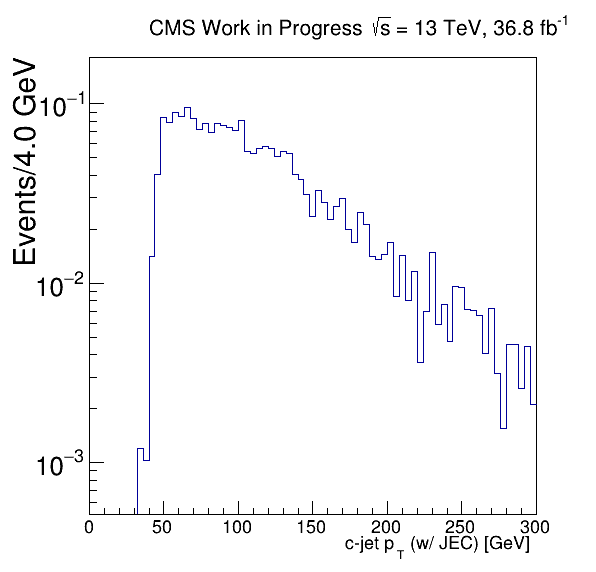 CMS Work in Progress √s = 13 TeV, 36.8 fb⁻¹
Events/4.0 GeV
10⁻¹
10⁻²
10⁻³
0 50 100 150 200 250 300
c-jet p_T (w/ JEC) [GeV]